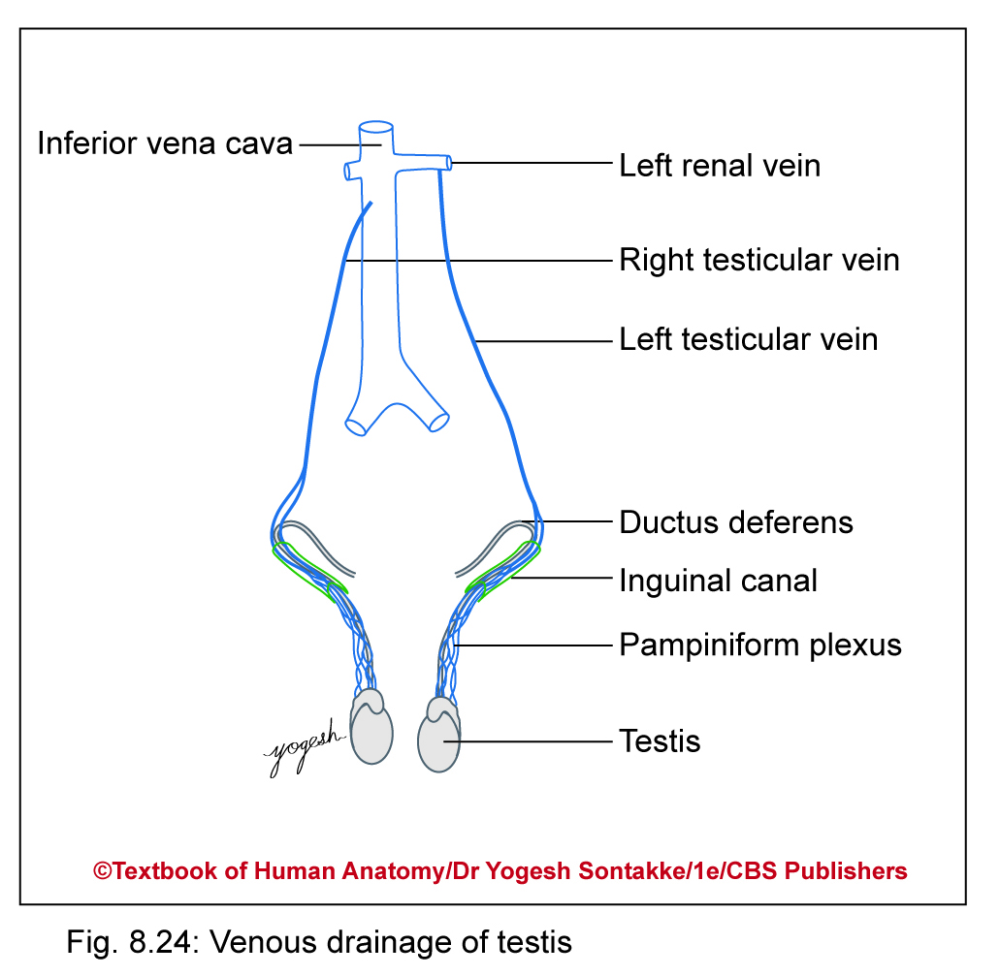 Inferior vena cava
Left renal vein
Right testicular vein
Left testicular vein
Ductus deferens
Inguinal canal
Pampiniform plexus
Testis
yogesh
©Textbook of Human Anatomy/Dr Yogesh Sontakke/1e/CBS Publishers
Fig. 8.24: Venous drainage of testis